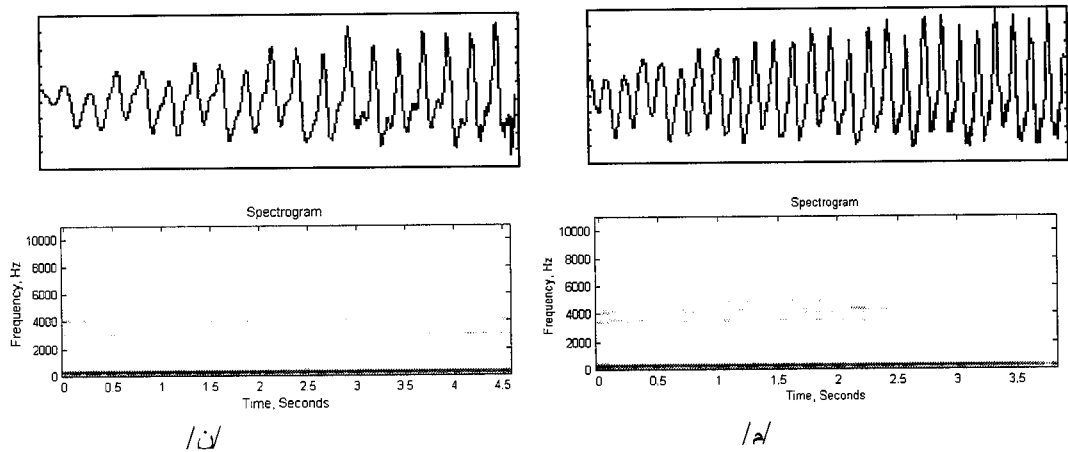 Spectrogram
Frequency, Hz
10000
8000
6000
4000
2000
0
0 0.5 1 1.5 2 2.5 3 3.5 4 4.5
Time, Seconds
/ن/
Spectrogram
Frequency, Hz
10000
8000
6000
4000
2000
0
0 0.5 1 1.5 2 2.5 3 3.5
Time, Seconds
/م/